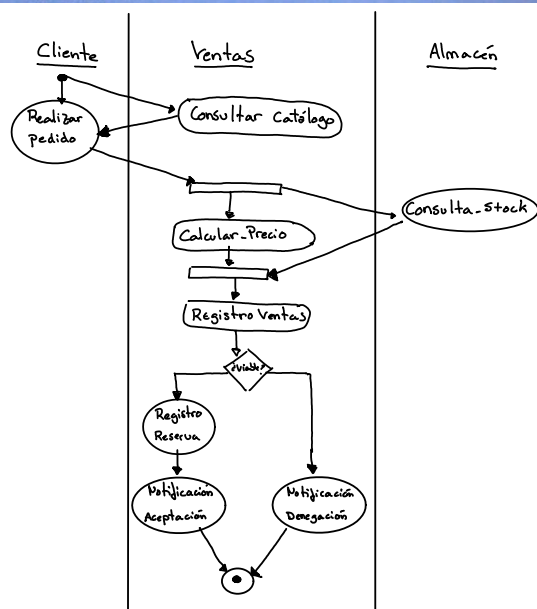 Cliente
Ventas
Almacén
Realizar
pedido
Consultar Catálogo
Consulta_Stock
Calcular_Precio
Registro Ventas
¿Viable?
Registro
Reserva
Notificación
Aceptación
Notificación
Denegación